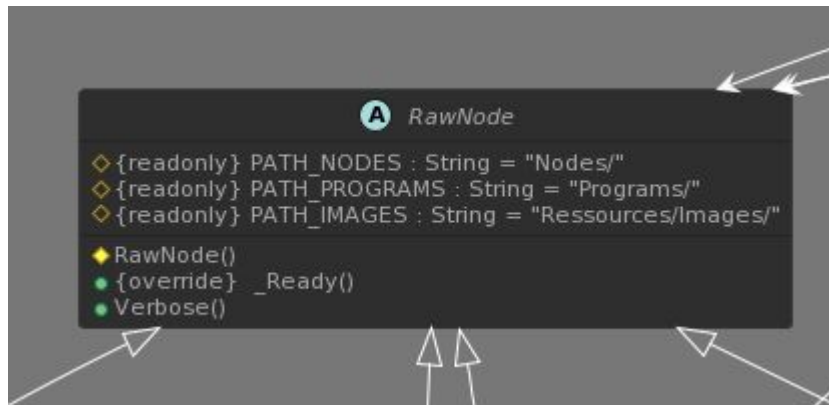 A RawNode
{readonly} PATH_NODES : String = "Nodes/"
{readonly} PATH_PROGRAMS : String = "Programs/"
{readonly} PATH_IMAGES : String = "Ressources/Images/"
RawNode()
{override} _Ready()
Verbose()